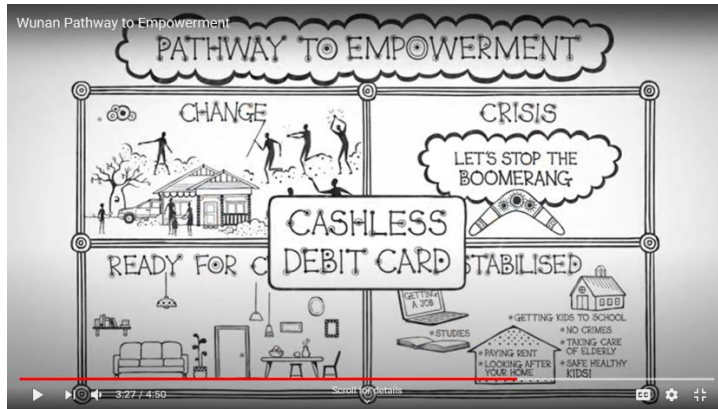 Wunan Pathway to Empowerment
PATHWAY TO EMPOWERMENT
CHANGE
CRISIS
LET'S STOP THE
BOOMERANG
CASHLESS
DEBIT CARD
READY FOR C
STABILISED
GETTING
A JOB
* STUDIES
* GETTING KIDS TO SCHOOL
* NO CRIMES
* TAKING CARE
OF ELDERLY
* SAFE HEALTHY
KIDS!
* PAYING RENT
* LOOKING AFTER
YOUR HOME
3:27 / 4:50
Scroll for details
CC